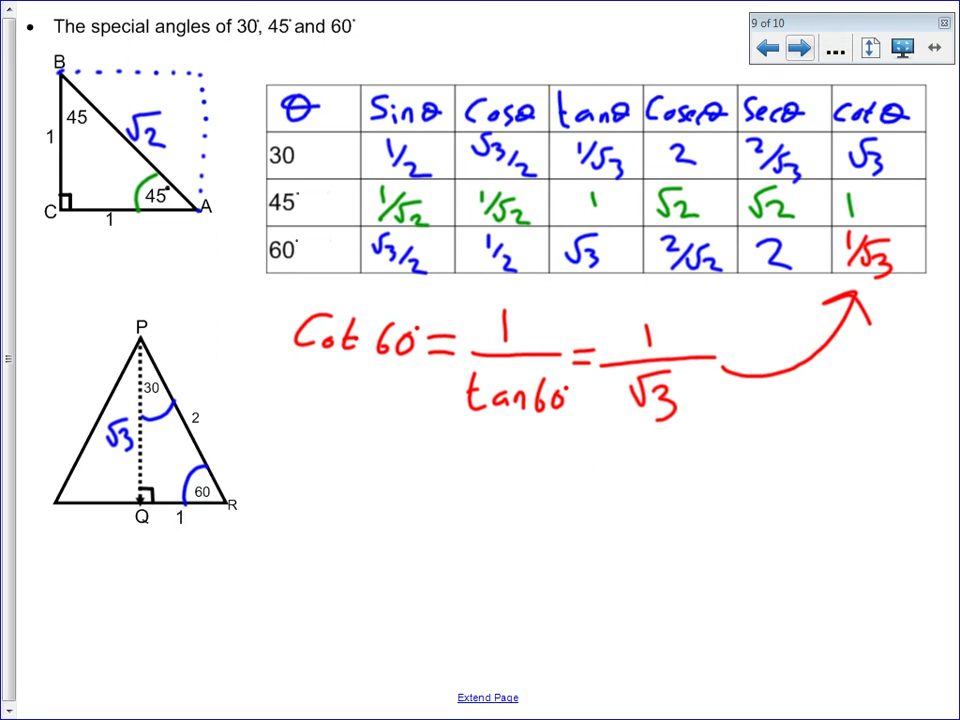 • The special angles of 30°, 45° and 60°
9 of 10
...
B
45
1
√2
45°
C
A
1
θ Sinθ Cosθ tanθ Cosecθ Secθ Cotθ
30 1/2 √3/2 1/√3 2 2/√3 √3
45° 1/√2 1/√2 1 √2 √2 1
60° √3/2 1/2 √3 2/√2 2 1/√3
Cot 60° = 1/tan60° = 1/√3
P
30
2
√3
60
R
Q
1
Extend Page